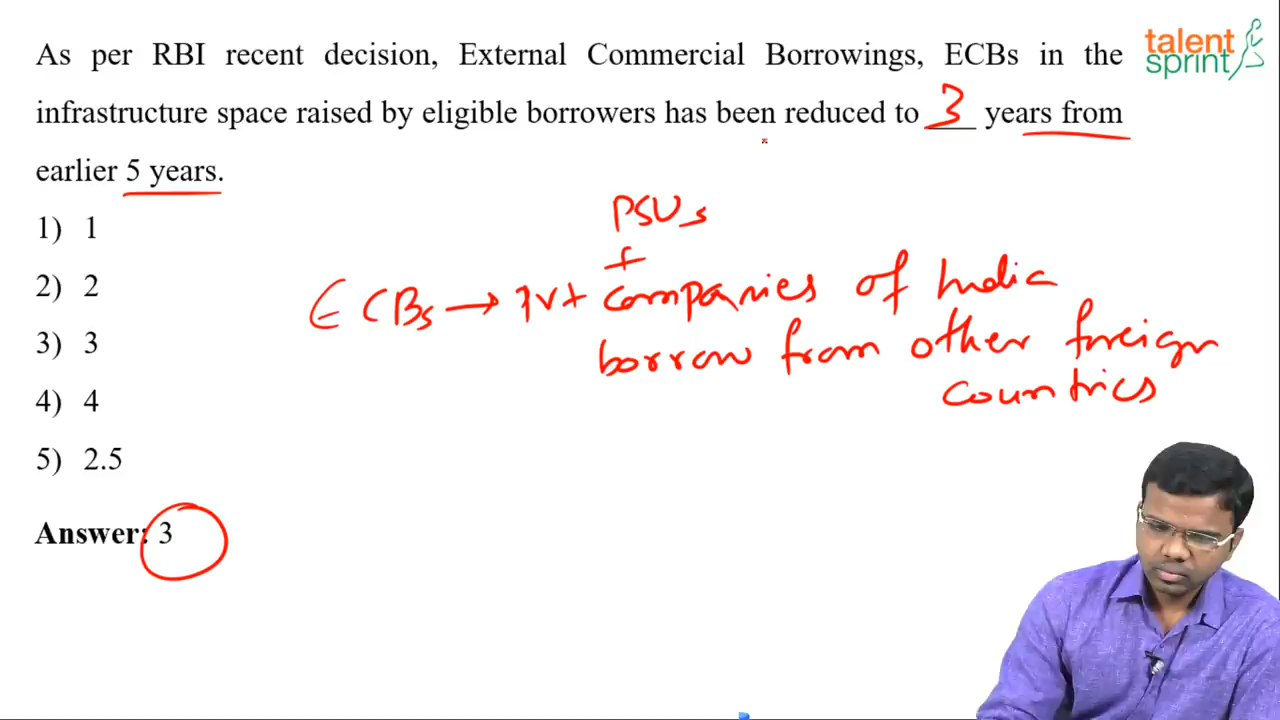 As per RBI recent decision, External Commercial Borrowings, ECBs in the
talent
sprint
infrastructure space raised by eligible borrowers has been reduced to 3 years from
earlier 5 years.
1) 1
2) 2
3) 3
4) 4
5) 2.5
Answer: 3
PSUs
+
ECBs → pvt companies of India
borrow from other foreign
countries